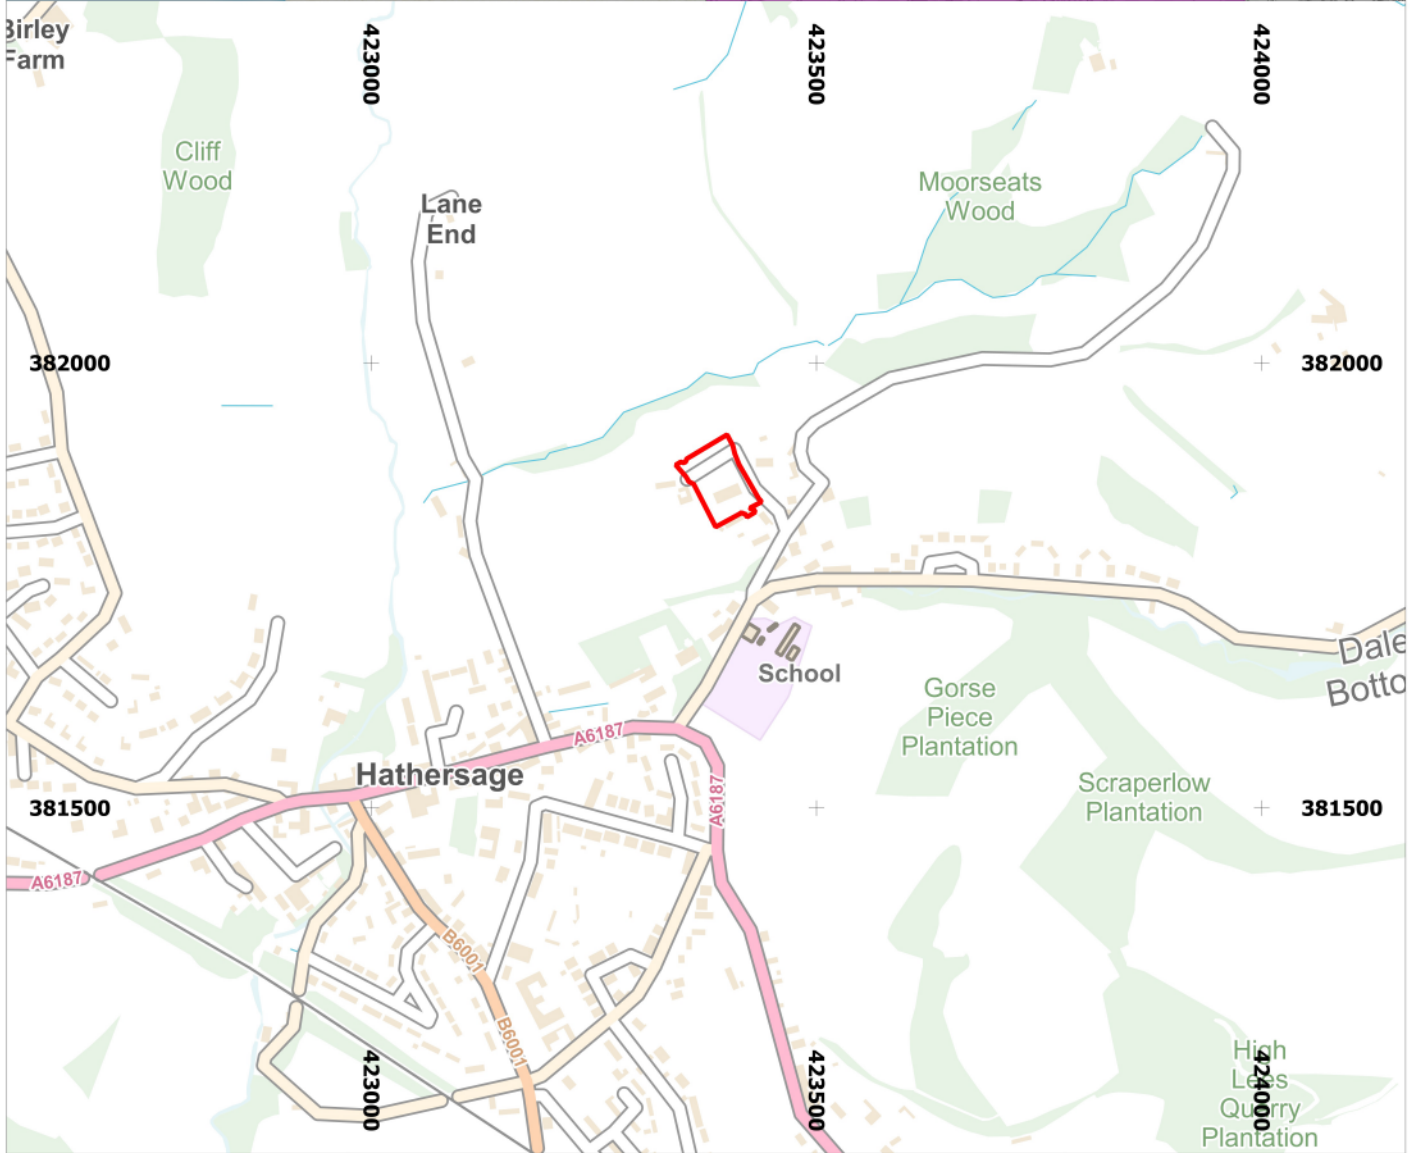 Birley
Farm
423000
423500
424000
Cliff
Wood
Moorseats
Wood
Lane
End
382000
382000
School
Dale
Botto
Gorse
Piece
Plantation
A6187
Hathersage
A6187
Scraperlow
Plantation
381500
381500
A6187
B6001
B6001
423000
423500
424000
High
Lees
Quarry
Plantation